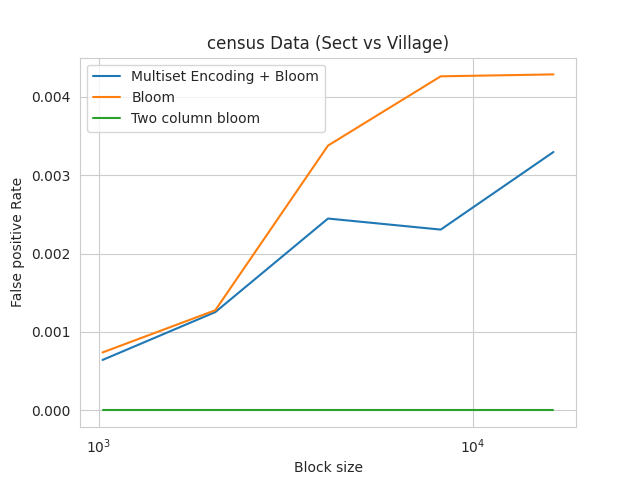 census Data (Sect vs Village)
Multiset Encoding + Bloom
Bloom
Two column bloom
False positive Rate
0.004
0.003
0.002
0.001
0.000
10³
10⁴
Block size